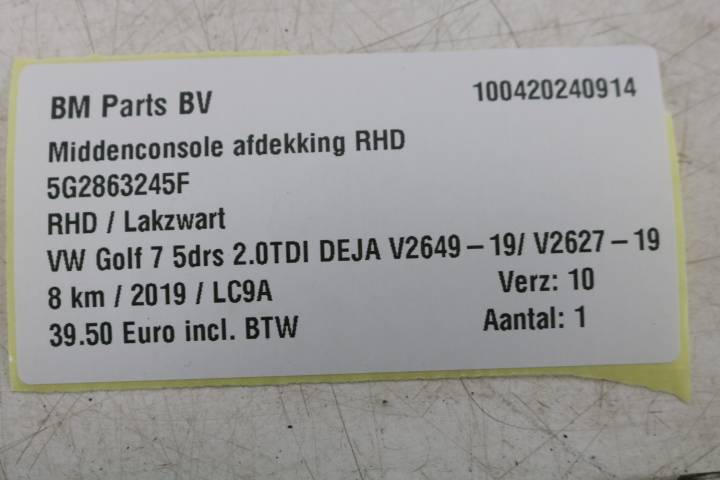 BM Parts BV 100420240914
Middenconsole afdekking RHD
5G2863245F
RHD / Lakzwart
VW Golf 7 5drs 2.0TDI DEJA V2649-19/ V2627-19
8 km / 2019 / LC9A Verz: 10
39.50 Euro incl. BTW Aantal: 1